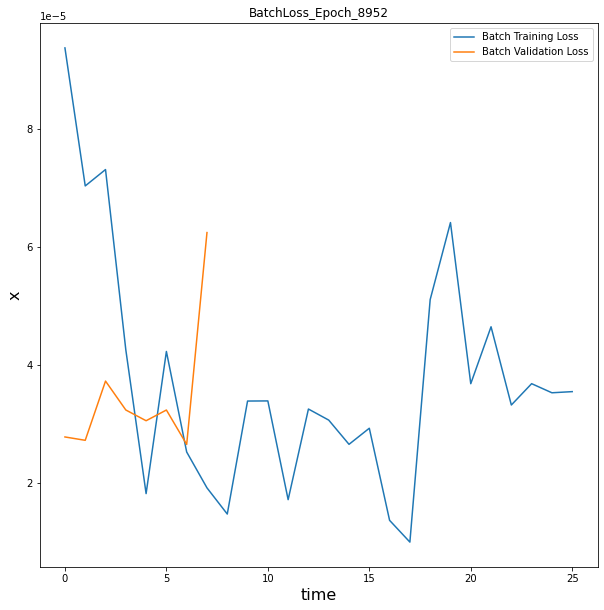 BatchLoss_Epoch_8952
1e−5
Batch Training Loss
Batch Validation Loss
8
6
4
2
x
0 5 10 15 20 25
time